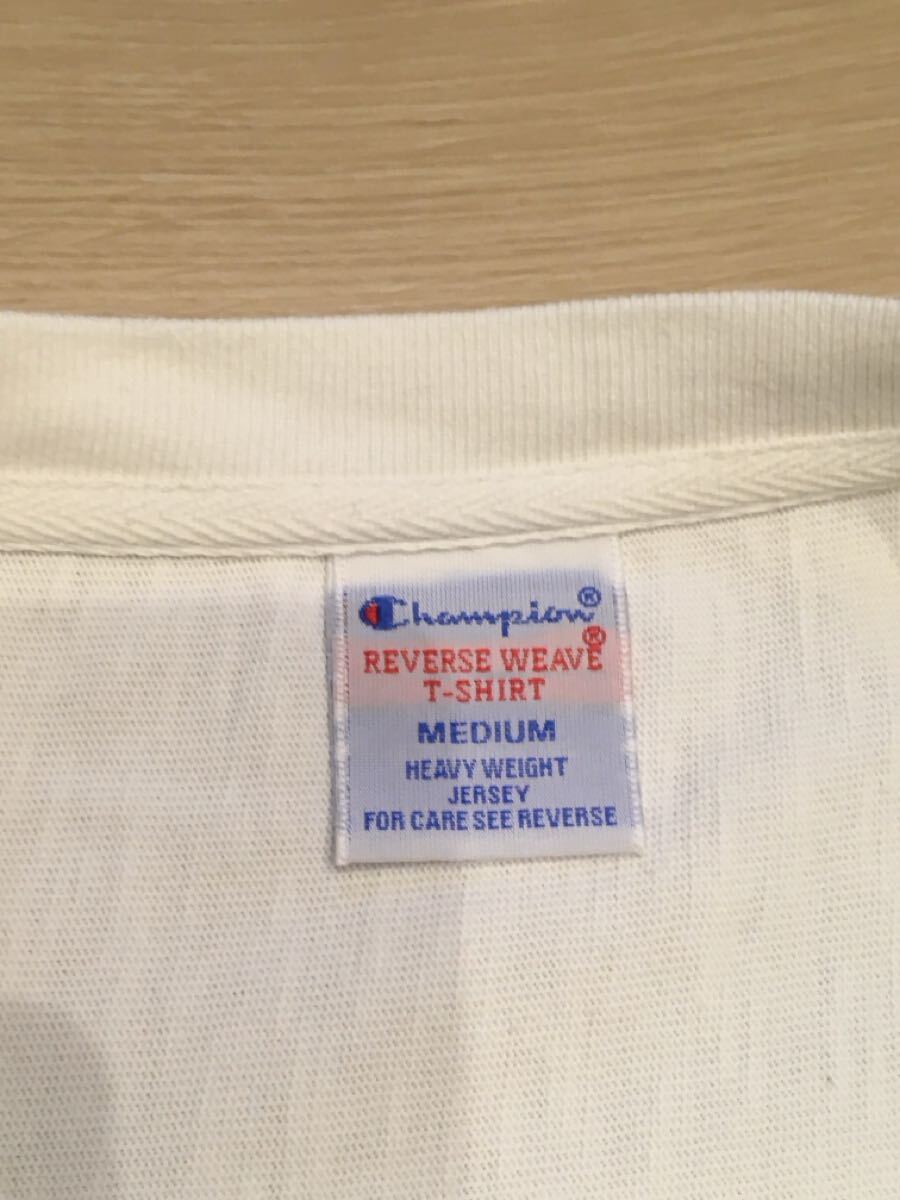 Champion®
REVERSE WEAVE®
T-SHIRT
MEDIUM
HEAVY WEIGHT
JERSEY
FOR CARE SEE REVERSE